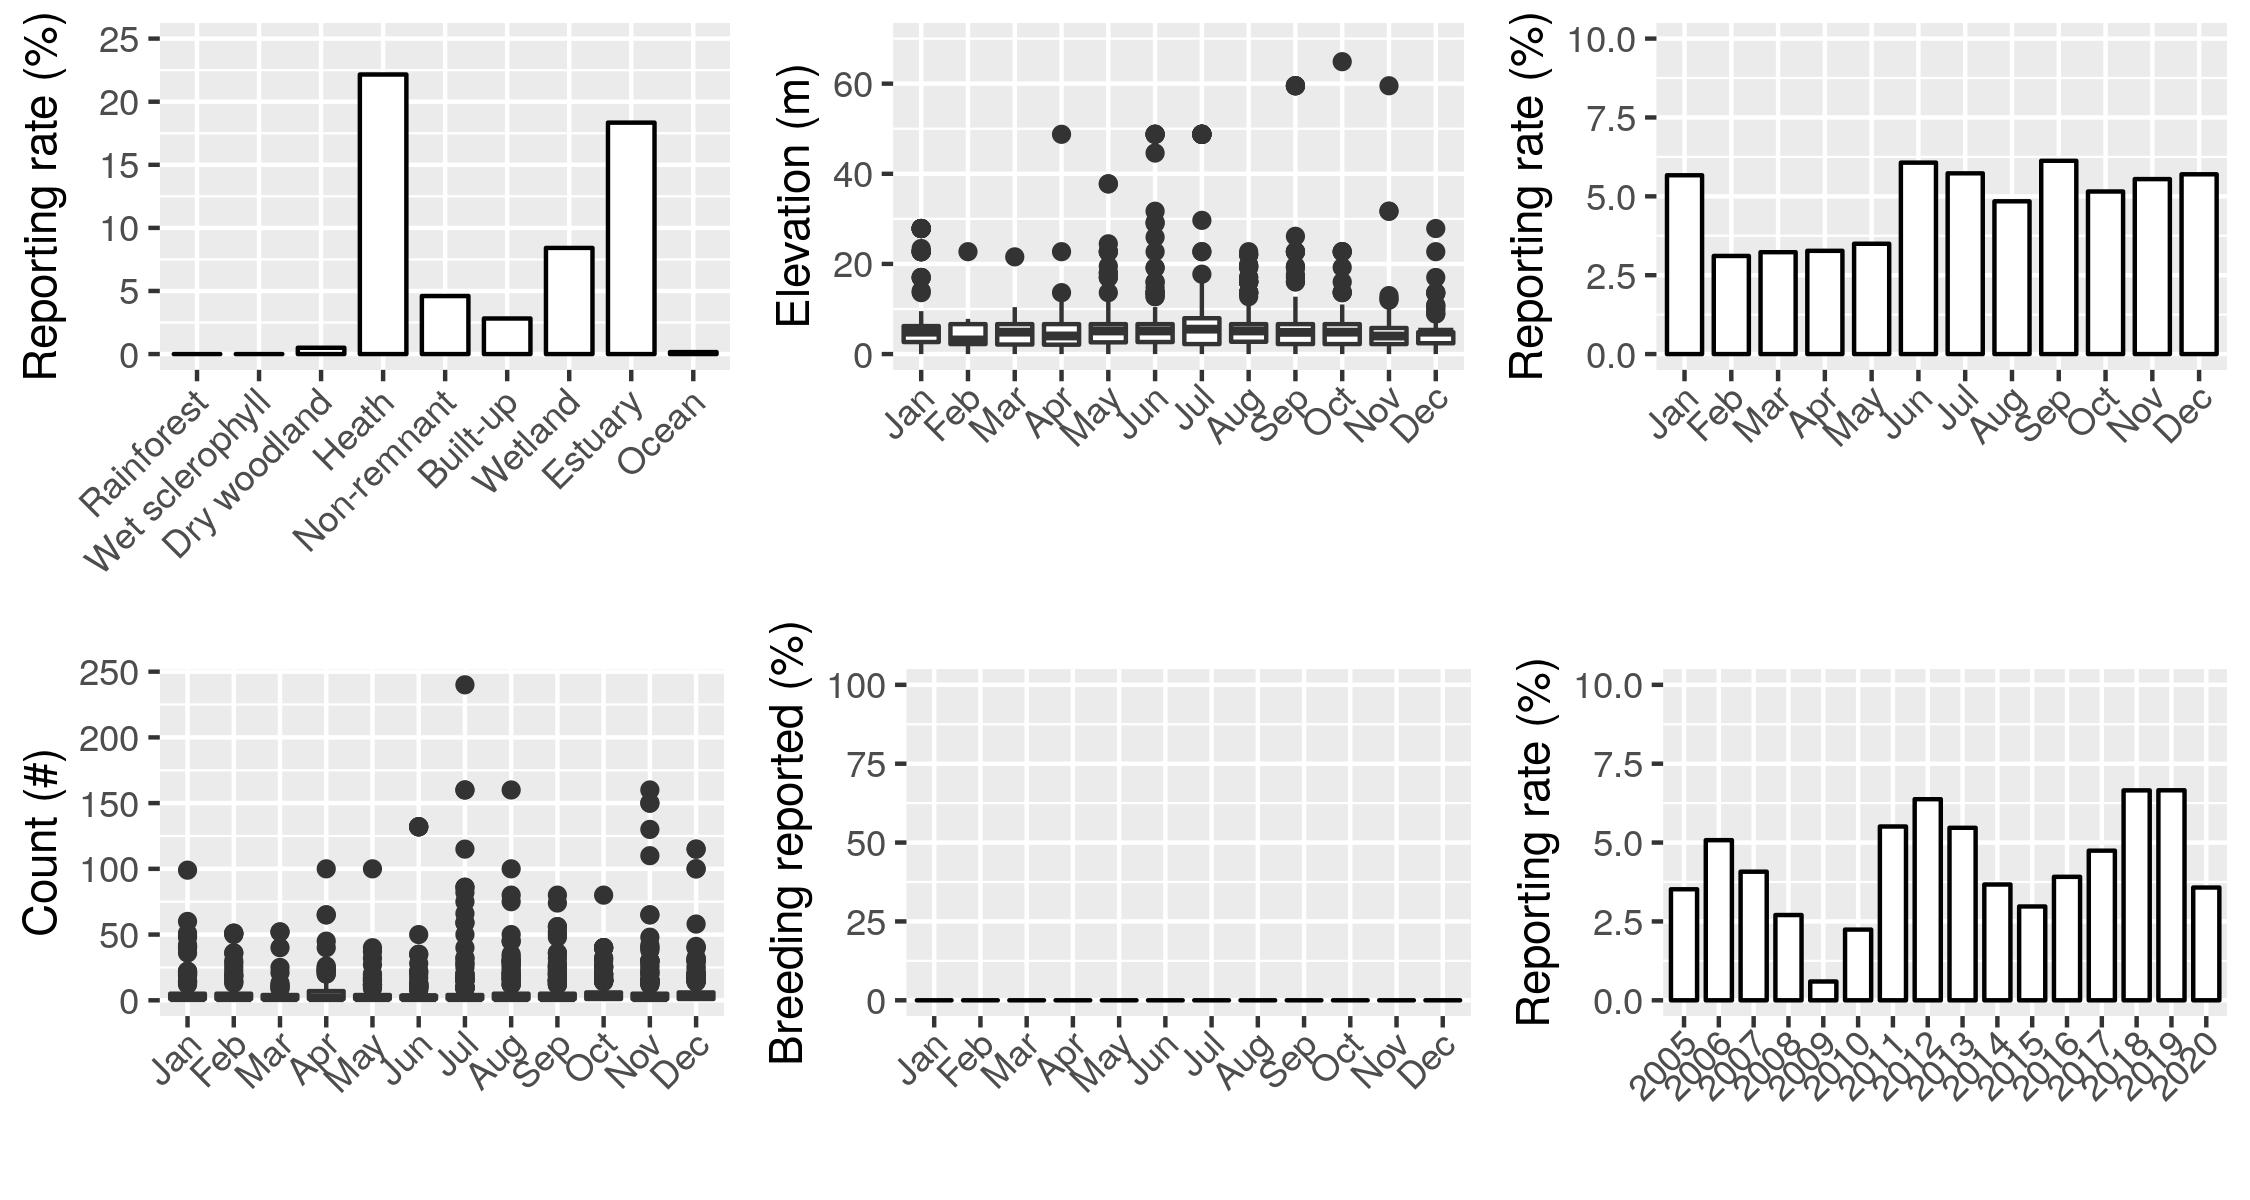 Reporting rate (%)
25
20
15
10
5
0
Rainforest
Wet sclerophyll
Dry woodland
Heath
Non-remnant
Built-up
Wetland
Estuary
Ocean
Elevation (m)
60
40
20
0
Jan
Feb
Mar
Apr
May
Jun
Jul
Aug
Sep
Oct
Nov
Dec
Reporting rate (%)
10.0
7.5
5.0
2.5
0.0
Jan
Feb
Mar
Apr
May
Jun
Jul
Aug
Sep
Oct
Nov
Dec
Count (#)
250
200
150
100
50
0
Jan
Feb
Mar
Apr
May
Jun
Jul
Aug
Sep
Oct
Nov
Dec
Breeding reported (%)
100
75
50
25
0
Jan
Feb
Mar
Apr
May
Jun
Jul
Aug
Sep
Oct
Nov
Dec
Reporting rate (%)
10.0
7.5
5.0
2.5
0.0
2005
2006
2007
2008
2009
2010
2011
2012
2013
2014
2015
2016
2017
2018
2019
2020